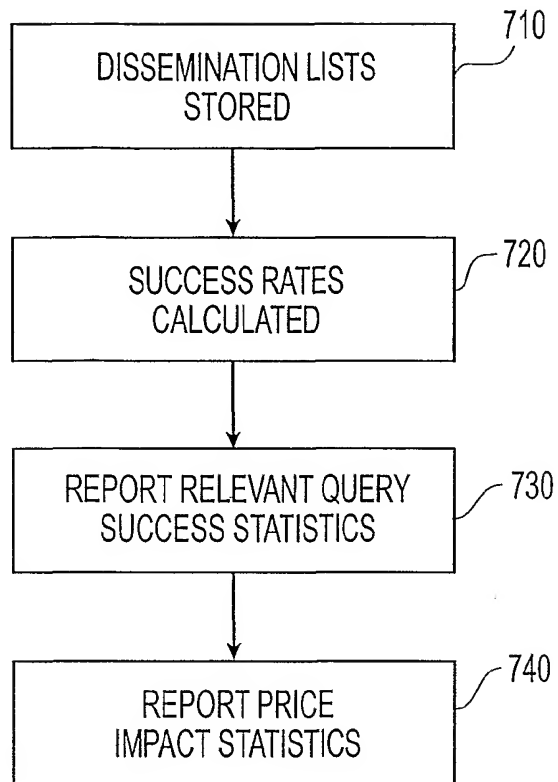 710
DISSEMINATION LISTS
STORED
720
SUCCESS RATES
CALCULATED
730
REPORT RELEVANT QUERY
SUCCESS STATISTICS
740
REPORT PRICE
IMPACT STATISTICS